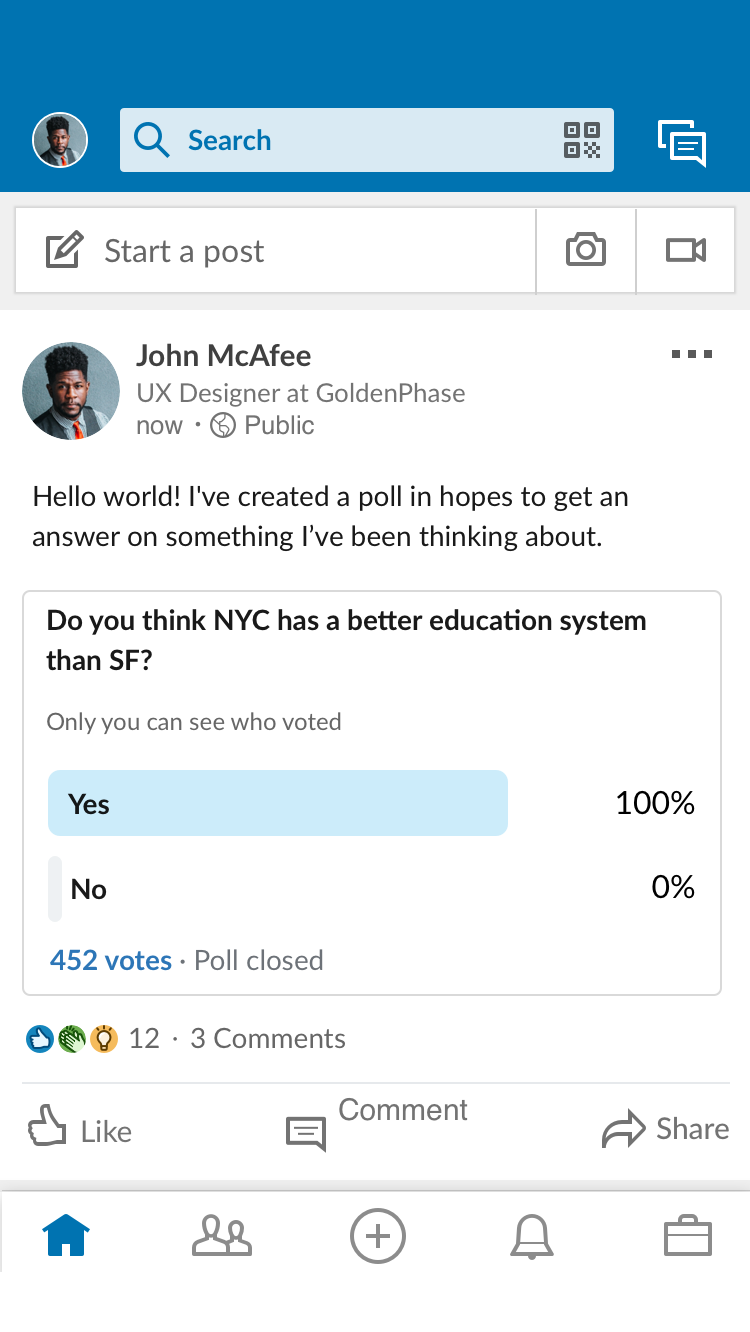 Search
Start a post
John McAfee
UX Designer at GoldenPhase
now · Public
Hello world! I've created a poll in hopes to get an
answer on something I’ve been thinking about.
Do you think NYC has a better education system
than SF?
Only you can see who voted
Yes 100%
No 0%
452 votes · Poll closed
12 · 3 Comments
Like Comment Share